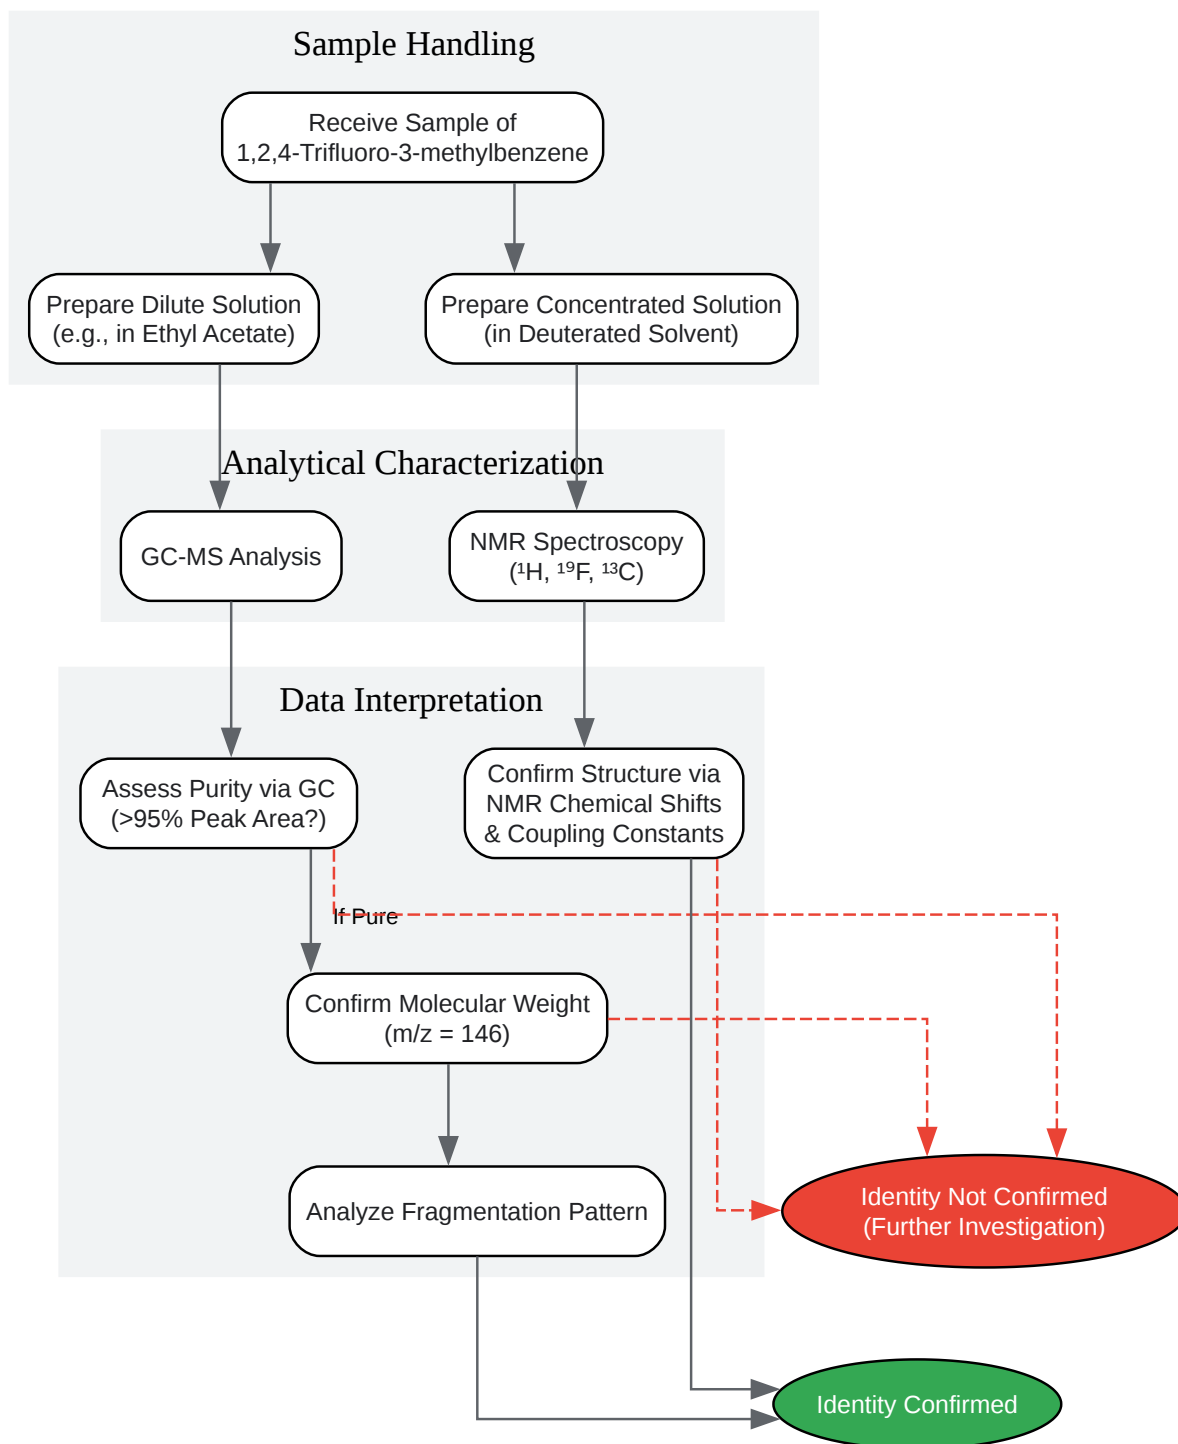 Sample Handling
Receive Sample of
1,2,4-Trifluoro-3-methylbenzene
Prepare Dilute Solution
(e.g., in Ethyl Acetate)
Prepare Concentrated Solution
(in Deuterated Solvent)
Analytical Characterization
GC-MS Analysis
NMR Spectroscopy
(¹H, ¹⁹F, ¹³C)
Data Interpretation
Assess Purity via GC
(>95% Peak Area?)
Confirm Structure via
NMR Chemical Shifts
& Coupling Constants
If Pure
Confirm Molecular Weight
(m/z = 146)
Analyze Fragmentation Pattern
Identity Not Confirmed
(Further Investigation)
Identity Confirmed